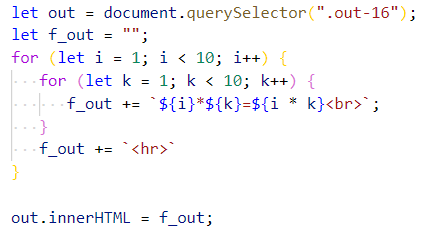 let out = document.querySelector(".out-16");
let f_out = "";
for (let i = 1; i < 10; i++) {
    for (let k = 1; k < 10; k++) {
        f_out += `${i}*${k}=${i * k}<br>`;
    }
    f_out += `<hr>`
}

out.innerHTML = f_out;